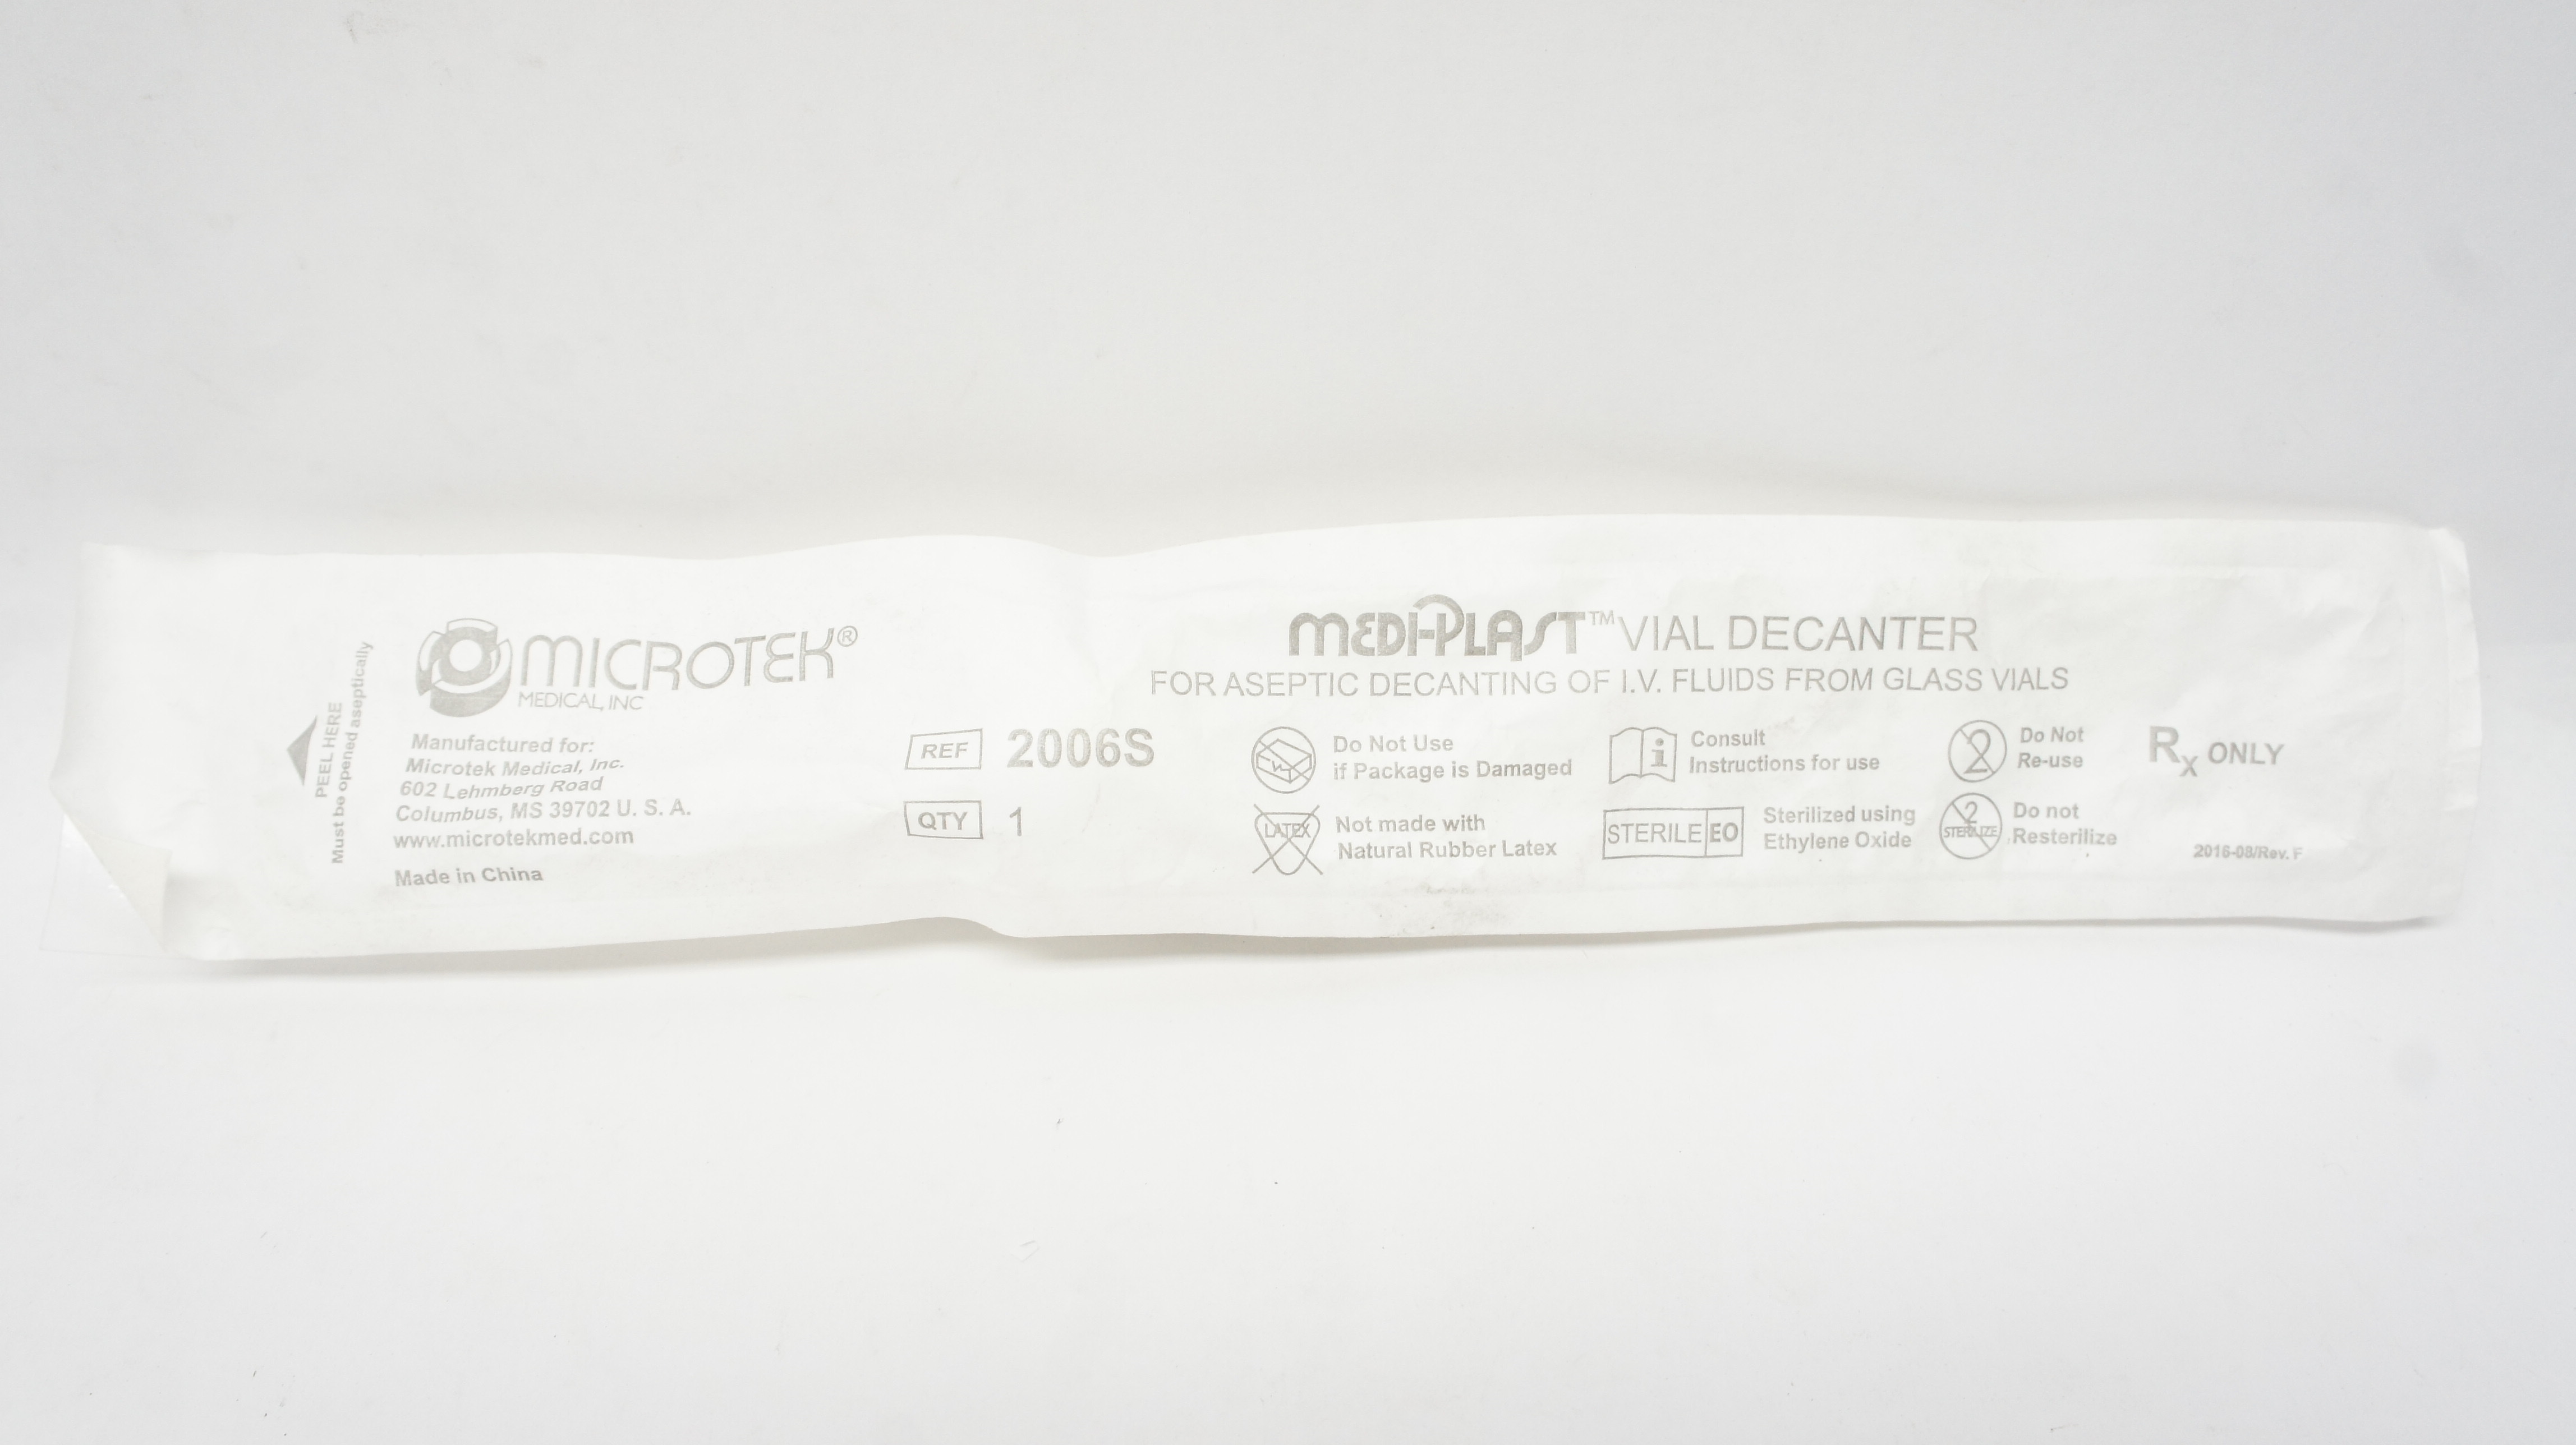 PEEL HERE
Must be opened aseptically
MICROTEK®
MEDICAL, INC
Manufactured for:
Microtek Medical, Inc.
602 Lehmberg Road
Columbus, MS 39702 U. S. A.
www.microtekmed.com
Made in China
REF 2006S
QTY 1
MEDI-PLAST™ VIAL DECANTER
FOR ASEPTIC DECANTING OF I.V. FLUIDS FROM GLASS VIALS
Do Not Use
if Package is Damaged
LATEX
Not made with
Natural Rubber Latex
i
Consult
Instructions for use
STERILE EO
Sterilized using
Ethylene Oxide
2
Do Not
Re-use
2
STERILIZE
Do not
Resterilize
Rx ONLY
2016-08/Rev. F